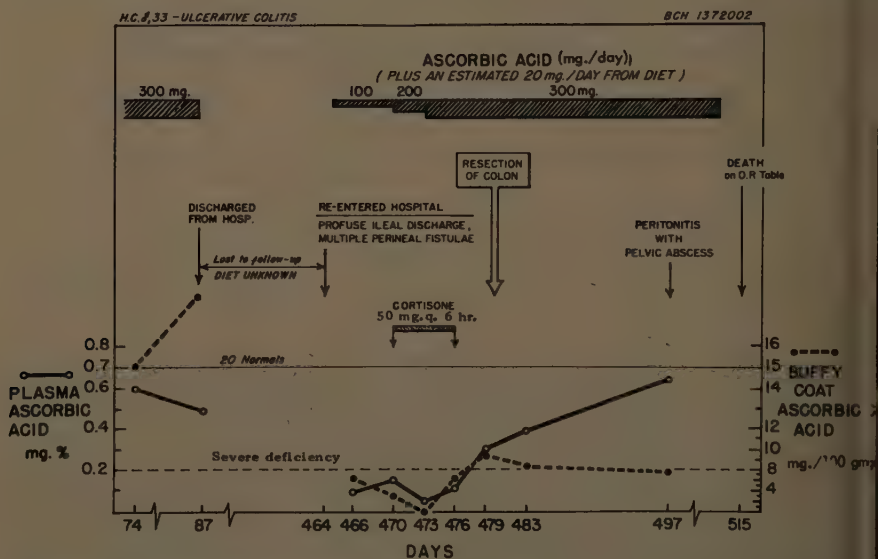 H.C. ♂, 33 - ULCERATIVE COLITIS
BCH 1372002
ASCORBIC ACID (mg./day)
(PLUS AN ESTIMATED 20 mg./DAY FROM DIET)
300 mg.
100 200 300 mg.
RESECTION
OF COLON
DEATH
on O.R Table
DISCHARGED
FROM HOSP.
RE-ENTERED HOSPITAL
PROFUSE ILEAL DISCHARGE,
MULTIPLE PERINEAL FISTULAE
PERITONITIS
WITH
PELVIC ABSCESS
Lost to follow-up
DIET UNKNOWN
CORTISONE
50 mg. q. 6 hr.
20 Normals
Severe deficiency
PLASMA
ASCORBIC
ACID
mg. %
0.8
0.7
0.6
0.4
0.2
16
15
14
12
10
8
4
BUFFY
COAT
ASCORBIC
ACID
mg./100 gm
74 87 464 466 470 473 476 479 483 497 515
DAYS